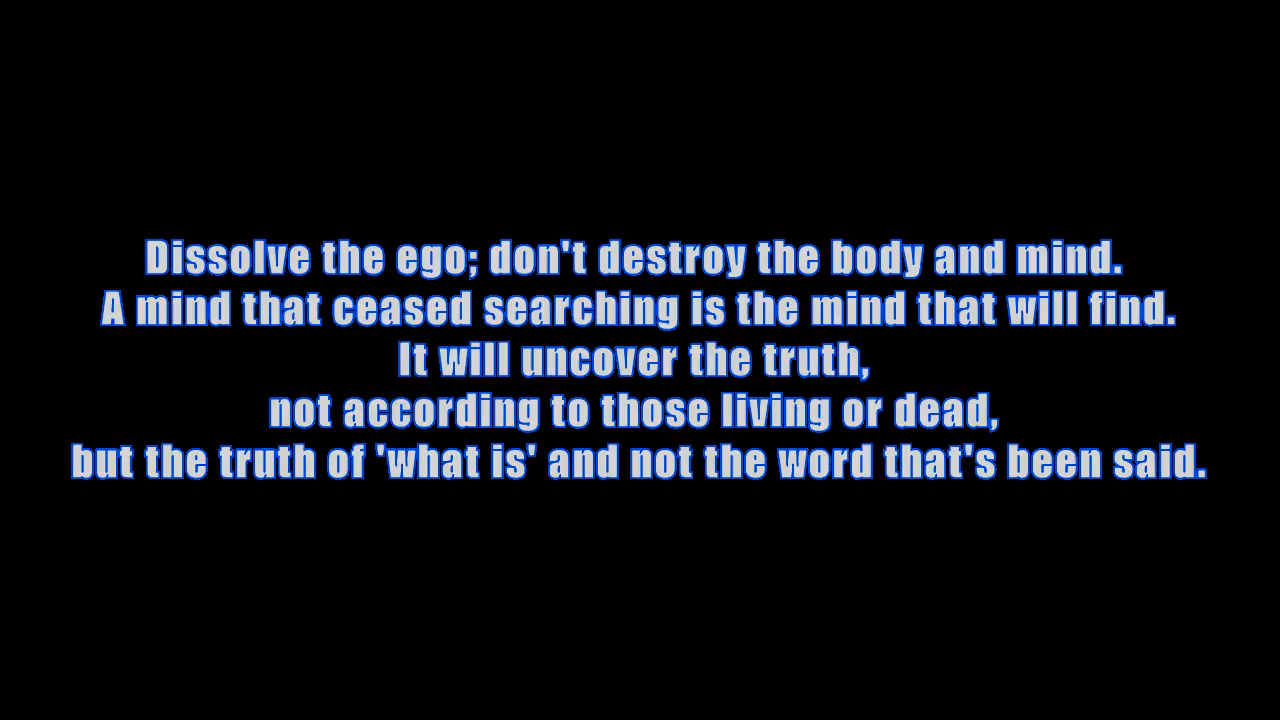 Dissolve the ego; don't destroy the body and mind.
A mind that ceased searching is the mind that will find.
It will uncover the truth,
not according to those living or dead,
but the truth of 'what is' and not the word that's been said.